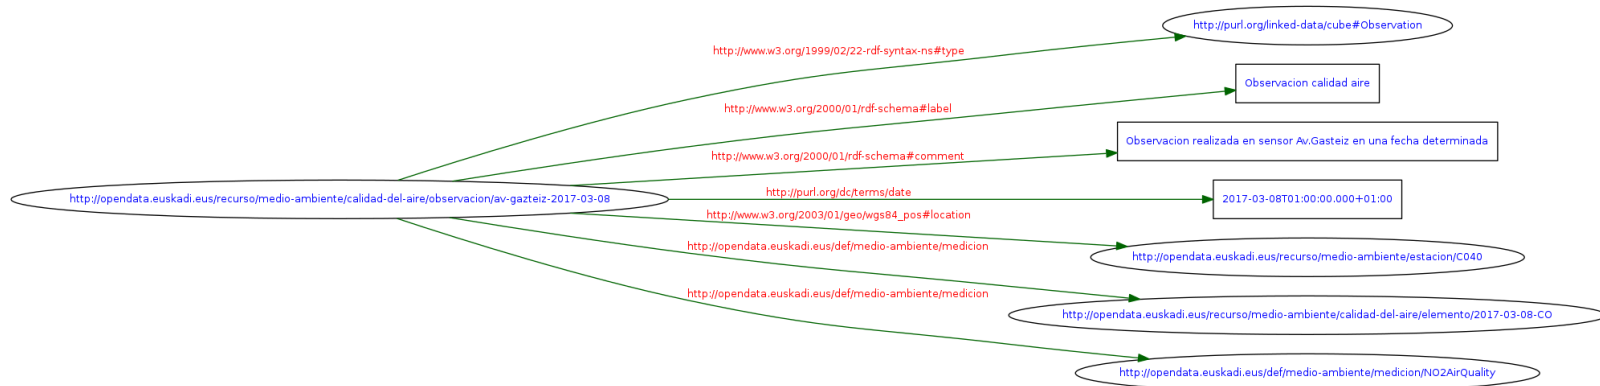 http://purl.org/linked-data/cube#Observation
http://www.w3.org/1999/02/22-rdf-syntax-ns#type
Observacion calidad aire
http://www.w3.org/2000/01/rdf-schema#label
Observacion realizada en sensor Av.Gasteiz en una fecha determinada
http://www.w3.org/2000/01/rdf-schema#comment
http://opendata.euskadi.eus/recurso/medio-ambiente/calidad-del-aire/observacion/av-gazteiz-2017-03-08
http://purl.org/dc/terms/date
2017-03-08T01:00:00.000+01:00
http://www.w3.org/2003/01/geo/wgs84_pos#location
http://opendata.euskadi.eus/def/medio-ambiente/medicion
http://opendata.euskadi.eus/recurso/medio-ambiente/estacion/C040
http://opendata.euskadi.eus/def/medio-ambiente/medicion
http://opendata.euskadi.eus/recurso/medio-ambiente/calidad-del-aire/elemento/2017-03-08-CO
http://opendata.euskadi.eus/def/medio-ambiente/medicion/NO2AirQuality